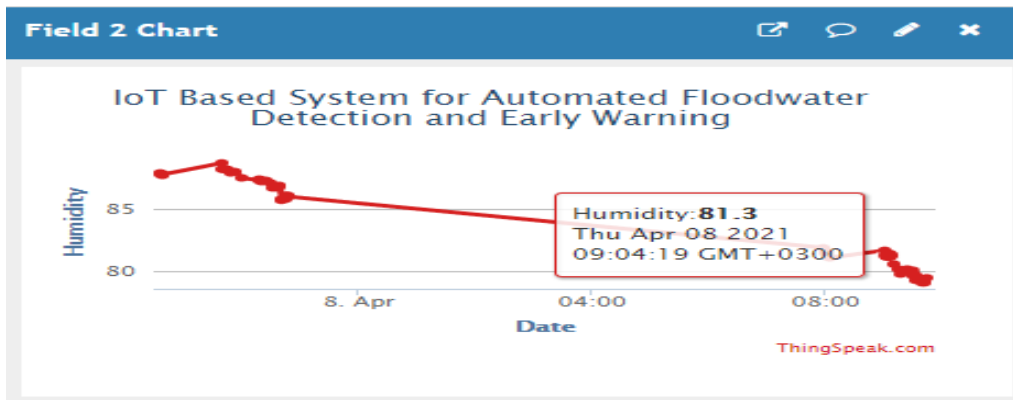 Field 2 Chart
IoT Based System for Automated Floodwater
Detection and Early Warning
Humidity
85
80
Humidity:81.3
Thu Apr 08 2021
09:04:19 GMT+0300
8. Apr
04:00
08:00
Date
ThingSpeak.com